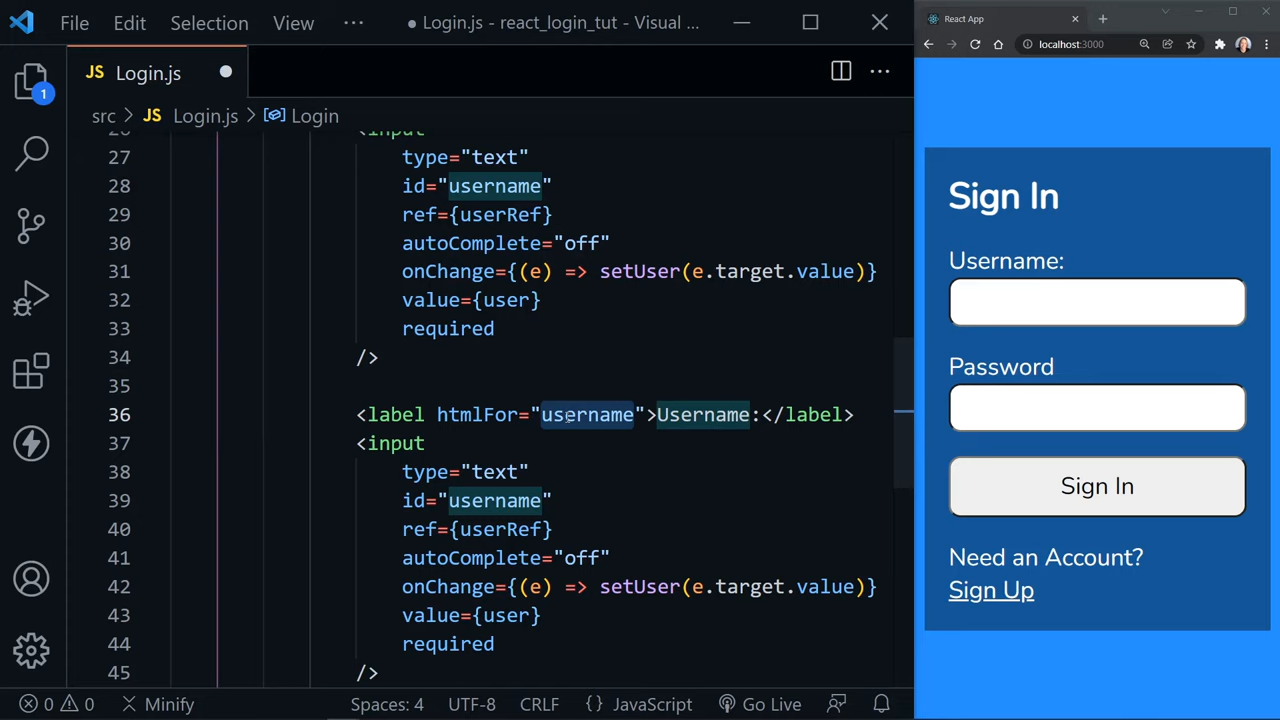 File Edit Selection View ··· ● Login.js - react_login_tut - Visual ...
JS Login.js ●
src > JS Login.js > Login
26 <input
27 type="text"
28 id="username"
29 ref={userRef}
30 autoComplete="off"
31 onChange={(e) => setUser(e.target.value)}
32 value={user}
33 required
34 />
35
36 <label htmlFor="username">Username:</label>
37 <input
38 type="text"
39 id="username"
40 ref={userRef}
41 autoComplete="off"
42 onChange={(e) => setUser(e.target.value)}
43 value={user}
44 required
45 />
1
0 0 Minify Spaces: 4 UTF-8 CRLF {} JavaScript Go Live
React App
localhost:3000
Sign In
Username:
Password
Sign In
Need an Account?
Sign Up